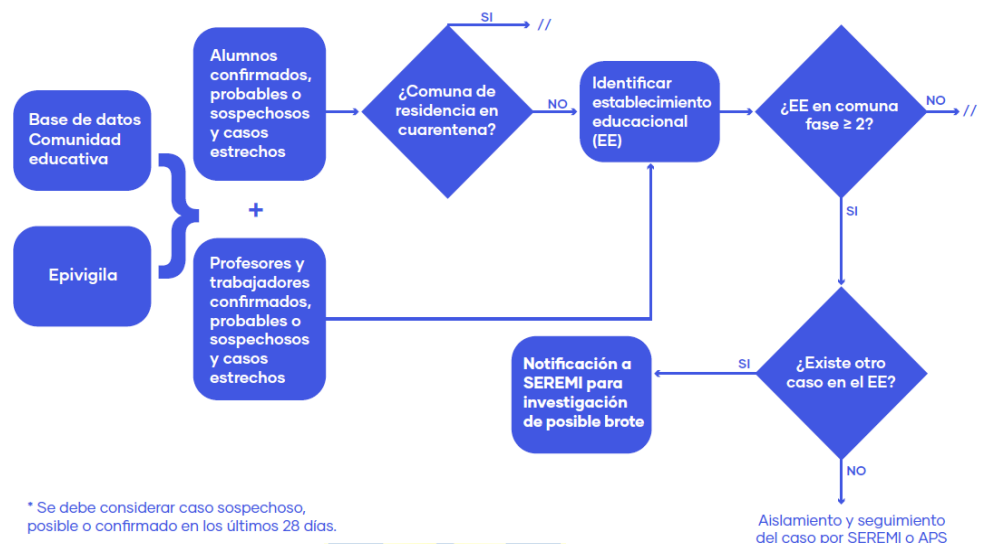 Base de datos
Comunidad
educativa
Epivigila
Alumnos
confirmados,
probables o
sospechosos
y casos
estrechos
+
Profesores y
trabajadores
confirmados,
probables o
sospechosos
y casos
estrechos
¿Comuna de
residencia en
cuarentena?
SI
//
NO
Identificar
establecimiento
educacional
(EE)
¿EE en comuna
fase ≥ 2?
NO
//
SI
¿Existe otro
caso en el EE?
SI
Notificación a
SEREMI para
investigación
de posible brote
NO
Aislamiento y seguimiento
del caso por SEREMI o APS
* Se debe considerar caso sospechoso,
posible o confirmado en los últimos 28 días.